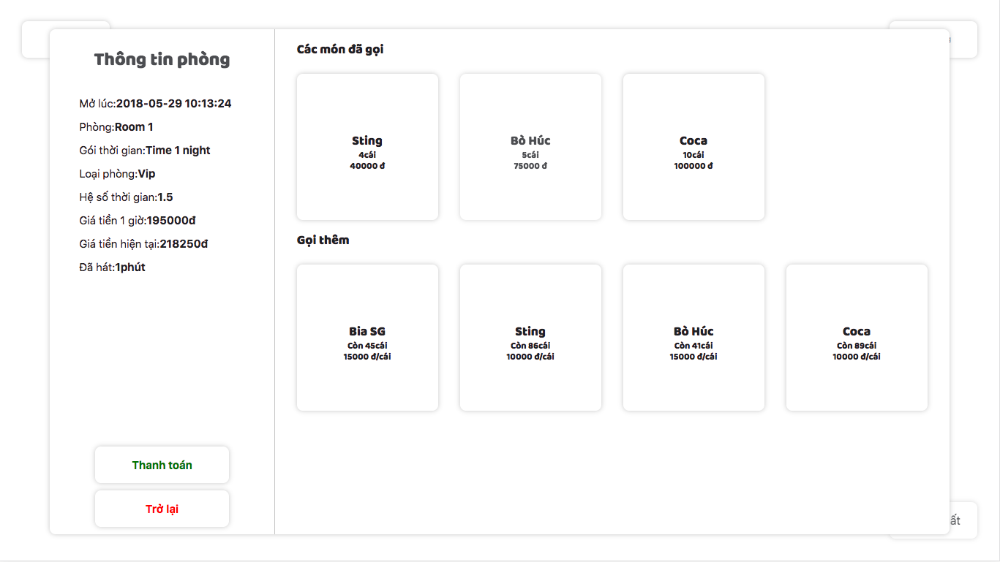 Thông tin phòng
Mở lúc:2018-05-29 10:13:24
Phòng:Room 1
Gói thời gian:Time 1 night
Loại phòng:Vip
Hệ số thời gian:1.5
Giá tiền 1 giờ:195000đ
Giá tiền hiện tại:218250đ
Đã hát:1phút
Thanh toán
Trở lại
Các món đã gọi
Sting
4cái
40000 đ
Bò Húc
5cái
75000 đ
Coca
10cái
100000 đ
Gọi thêm
Bia SG
Còn 45cái
15000 đ/cái
Sting
Còn 86cái
10000 đ/cái
Bò Húc
Còn 41cái
15000 đ/cái
Coca
Còn 89cái
10000 đ/cái
ất